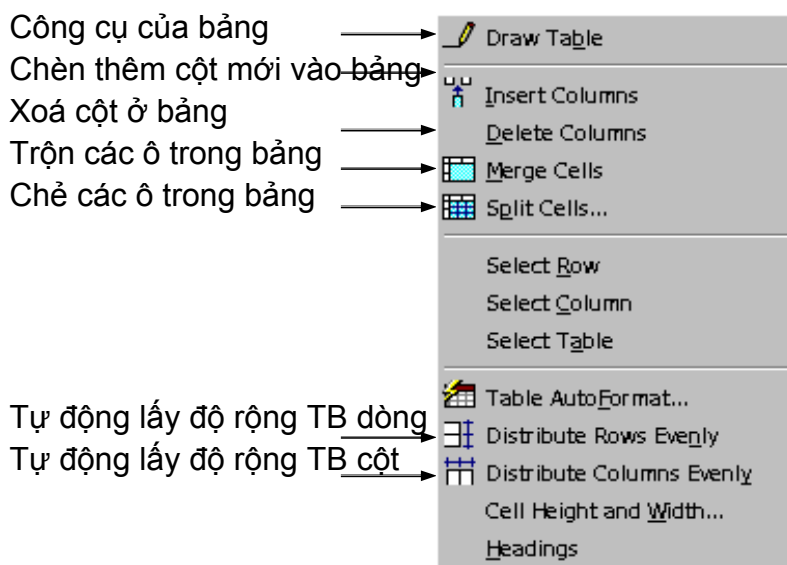 Công cụ của bảng
Chèn thêm cột mới vào bảng
Xoá cột ở bảng
Trộn các ô trong bảng
Chẻ các ô trong bảng
Tự động lấy độ rộng TB dòng
Tự động lấy độ rộng TB cột
Draw Table
Insert Columns
Delete Columns
Merge Cells
Split Cells...
Select Row
Select Column
Select Table
Table AutoFormat...
Distribute Rows Evenly
Distribute Columns Evenly
Cell Height and Width...
Headings